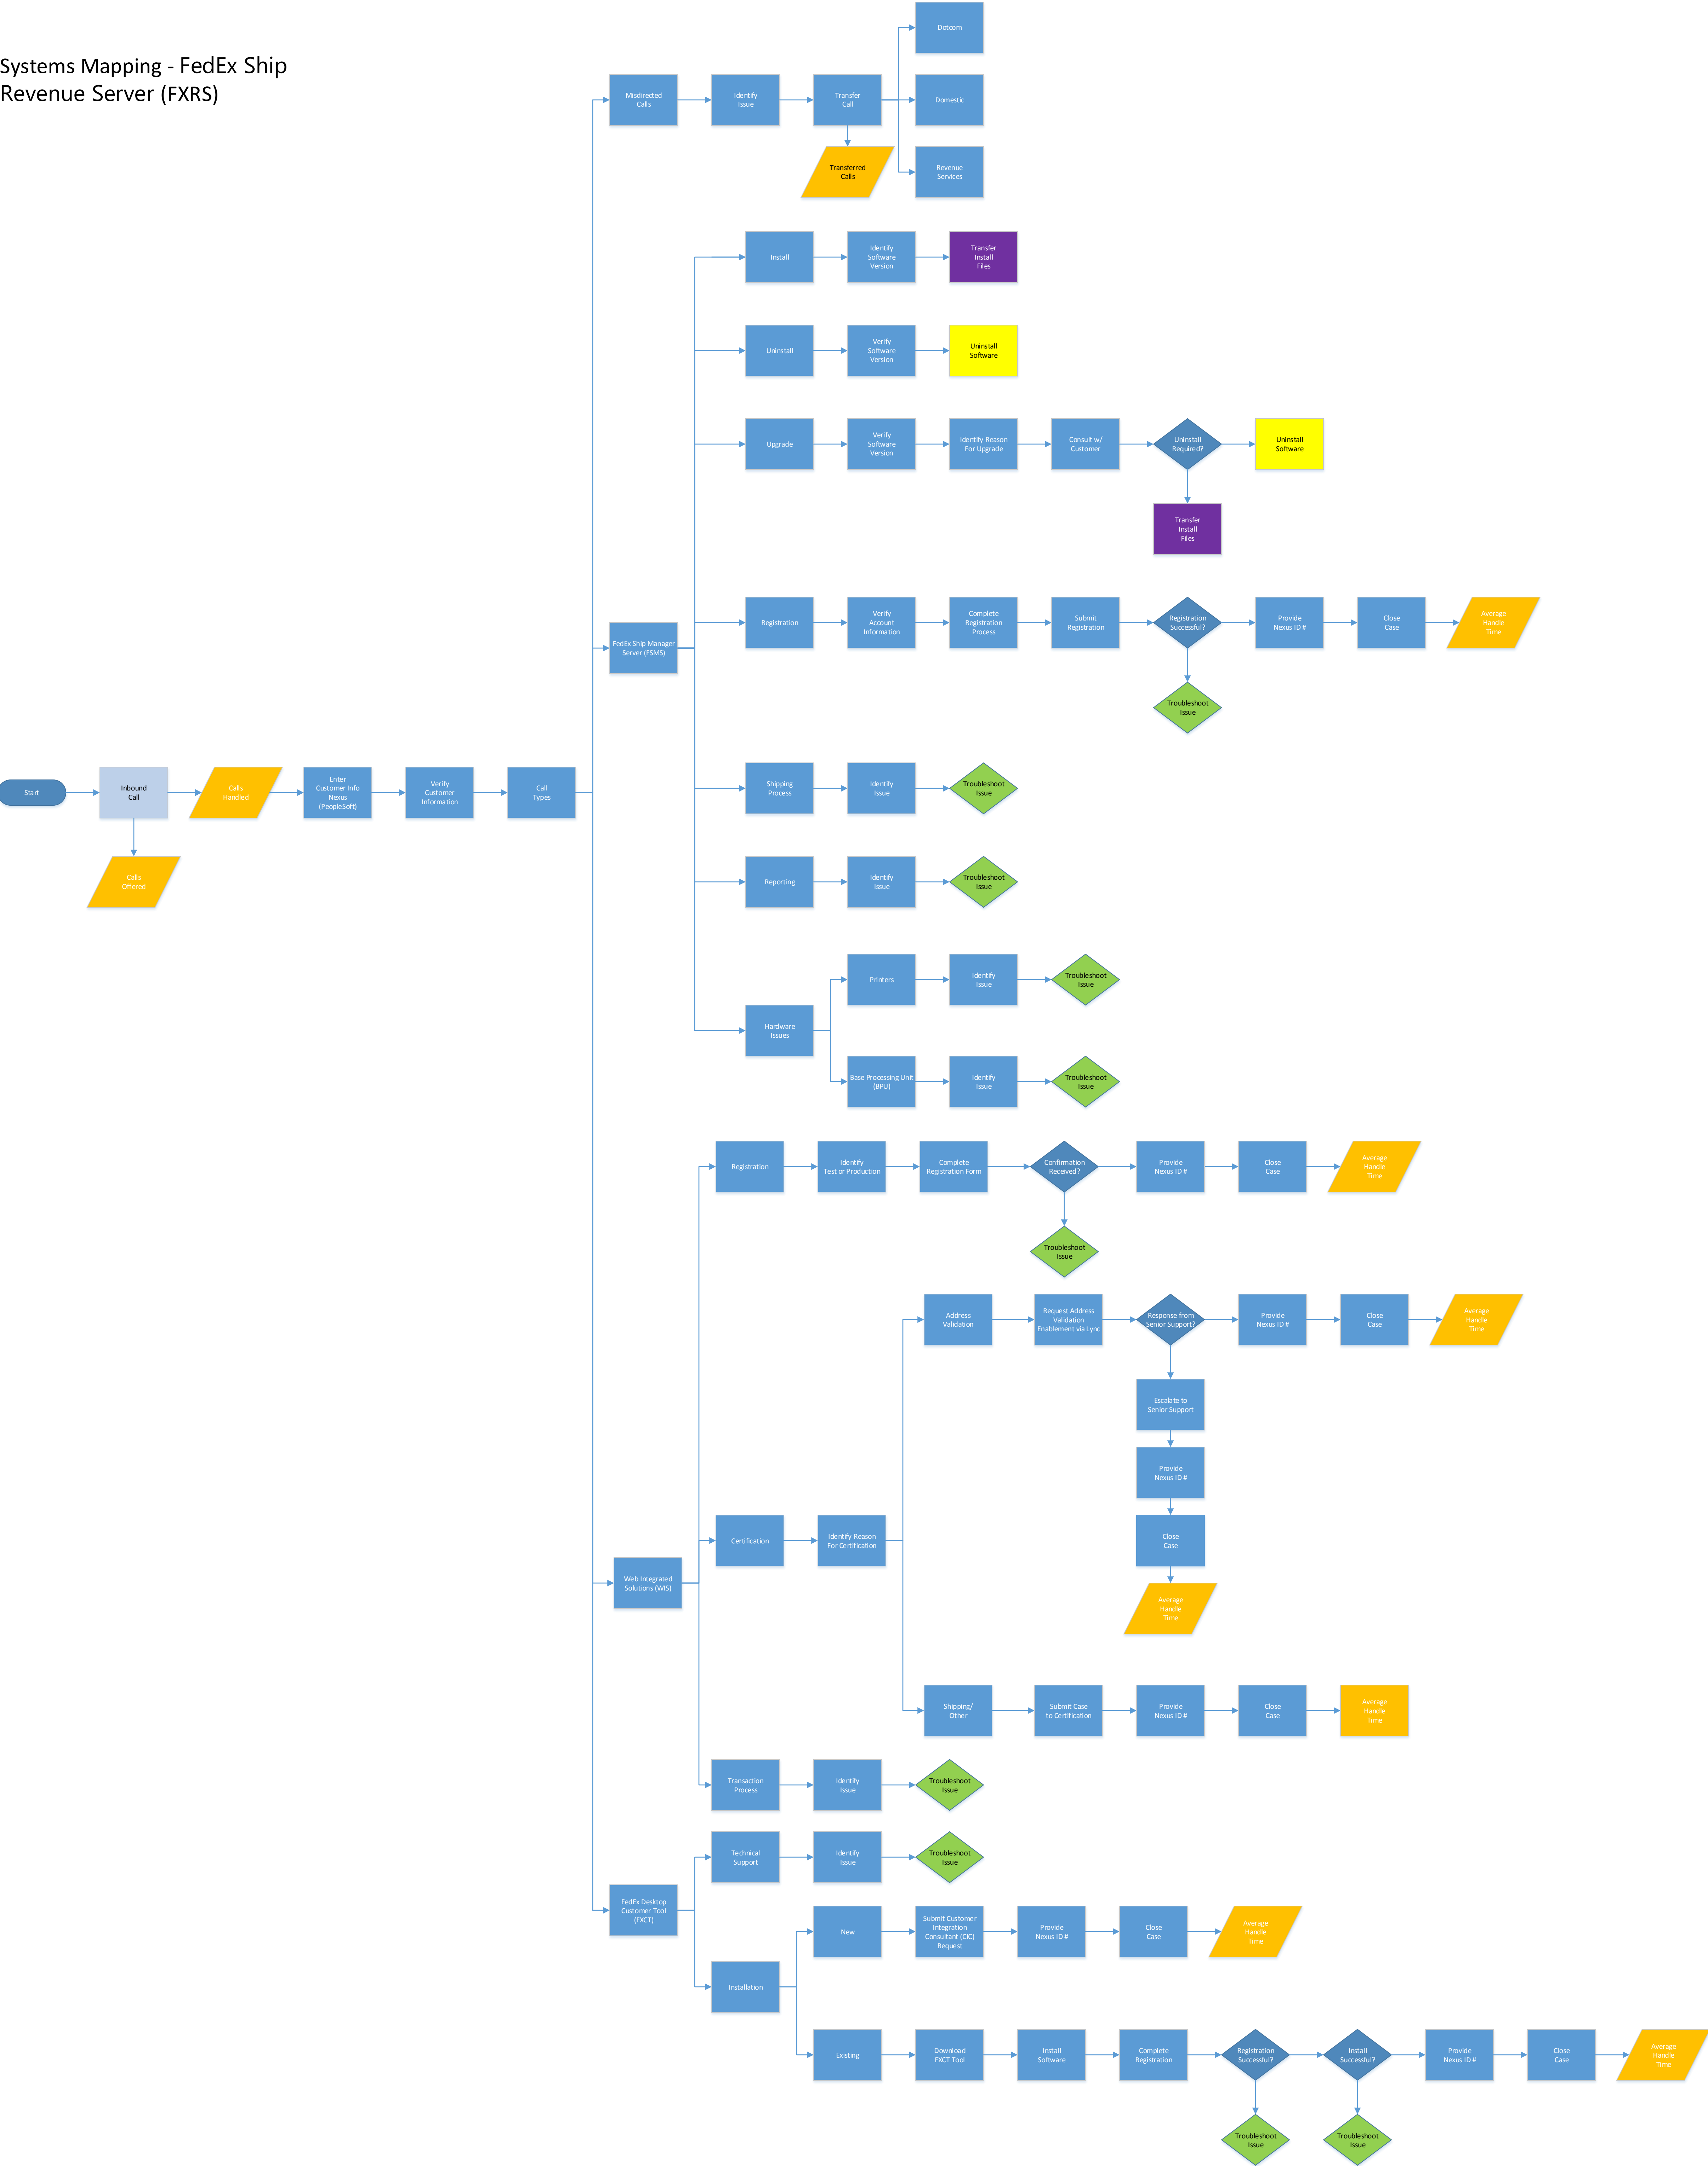 Systems Mapping - FedEx Ship
Revenue Server (FXRS)
Start
Inbound
Call
Calls
Offered
Calls
Handled
Enter
Customer Info
Nexus
(PeopleSoft)
Verify
Customer
Information
Call
Types
Misdirected
Calls
Identify
Issue
Transfer
Call
Transferred
Calls
Dotcom
Domestic
Revenue
Services
FedEx Ship Manager
Server (FSMS)
Install
Identify
Software
Version
Transfer
Install
Files
Uninstall
Verify
Software
Version
Uninstall
Software
Upgrade
Verify
Software
Version
Identify Reason
For Upgrade
Consult w/
Customer
Uninstall
Required?
Uninstall
Software
Transfer
Install
Files
Registration
Verify
Account
Information
Complete
Registration
Process
Submit
Registration
Registration
Successful?
Provide
Nexus ID #
Close
Case
Average
Handle
Time
Troubleshoot
Issue
Shipping
Process
Identify
Issue
Troubleshoot
Issue
Reporting
Identify
Issue
Troubleshoot
Issue
Hardware
Issues
Printers
Identify
Issue
Troubleshoot
Issue
Base Processing Unit
(BPU)
Identify
Issue
Troubleshoot
Issue
Web Integrated
Solutions (WIS)
Registration
Identify
Test or Production
Complete
Registration Form
Confirmation
Received?
Provide
Nexus ID #
Close
Case
Average
Handle
Time
Troubleshoot
Issue
Certification
Identify Reason
For Certification
Address
Validation
Request Address
Validation
Enablement via Lync
Response from
Senior Support?
Provide
Nexus ID #
Close
Case
Average
Handle
Time
Escalate to
Senior Support
Provide
Nexus ID #
Close
Case
Average
Handle
Time
Shipping/
Other
Submit Case
to Certification
Provide
Nexus ID #
Close
Case
Average
Handle
Time
Transaction
Process
Identify
Issue
Troubleshoot
Issue
FedEx Desktop
Customer Tool
(FXCT)
Technical
Support
Identify
Issue
Troubleshoot
Issue
Installation
New
Submit Customer
Integration
Consultant (CIC)
Request
Provide
Nexus ID #
Close
Case
Average
Handle
Time
Existing
Download
FXCT Tool
Install
Software
Complete
Registration
Registration
Successful?
Install
Successful?
Provide
Nexus ID #
Close
Case
Average
Handle
Time
Troubleshoot
Issue
Troubleshoot
Issue